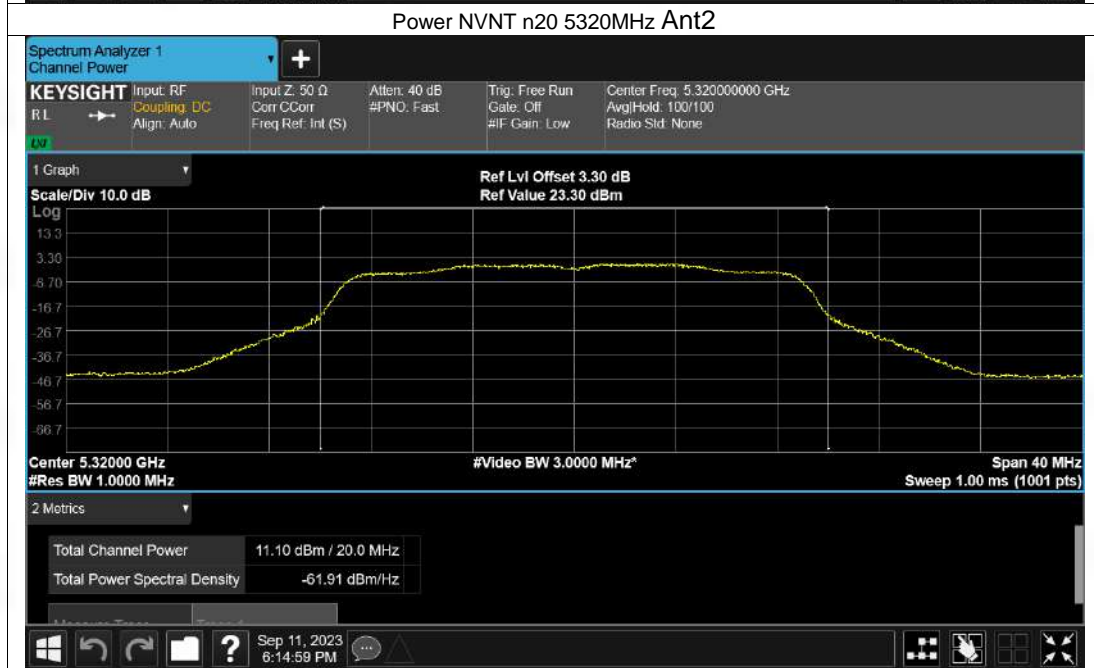 Power NVNT n20 5320MHz Ant2
Spectrum Analyzer 1
Channel Power
+
KEYSIGHT Input: RF Input Z: 50 Ω Atten: 40 dB Trig: Free Run Center Freq: 5.320000000 GHz
RL Coupling: DC Corr CCorr #PNO: Fast Gate: Off Avg|Hold: 100/100
Align: Auto Freq Ref: Int (S) #IF Gain: Low Radio Std: None
LXI
1 Graph
Ref Lvl Offset 3.30 dB
Scale/Div 10.0 dB Ref Value 23.30 dBm
Log
13.3
3.30
-6.70
-16.7
-26.7
-36.7
-46.7
-56.7
-66.7
Center 5.32000 GHz #Video BW 3.0000 MHz* Span 40 MHz
#Res BW 1.0000 MHz Sweep 1.00 ms (1001 pts)
2 Metrics
Total Channel Power 11.10 dBm / 20.0 MHz
Total Power Spectral Density -61.91 dBm/Hz
? Sep 11, 2023
6:14:59 PM